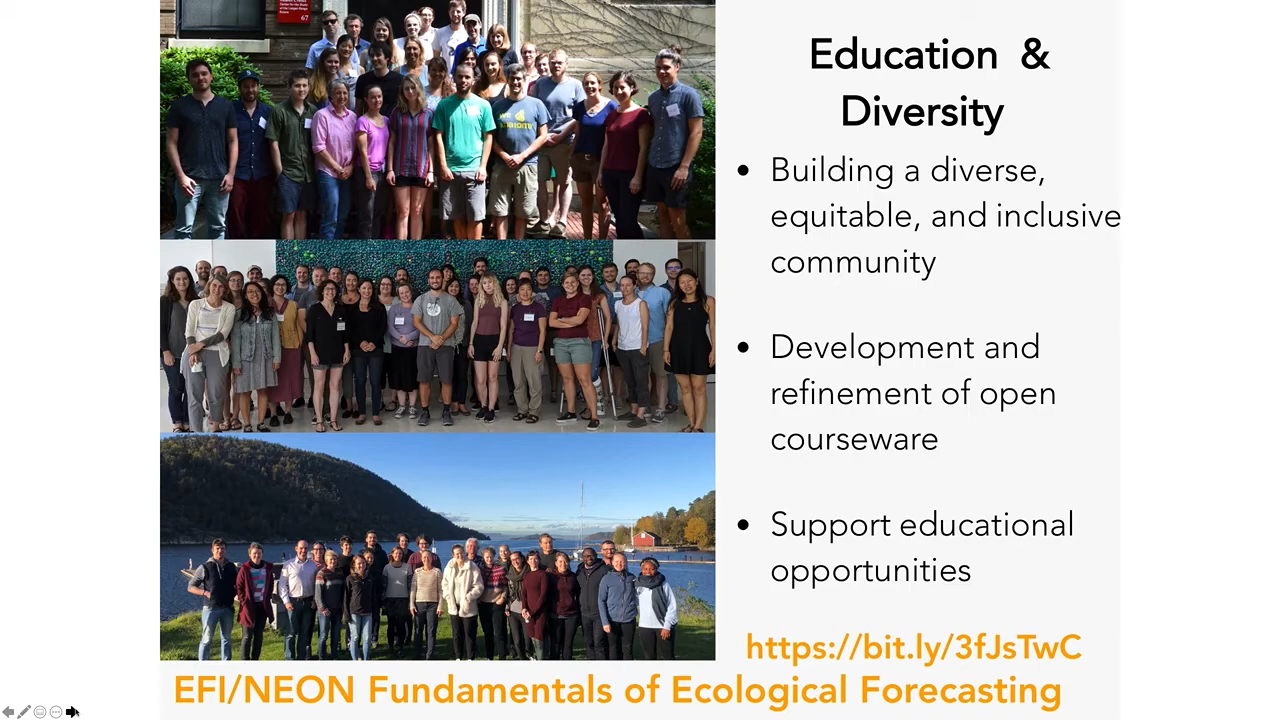 67
Education &
Diversity
• Building a diverse,
equitable, and inclusive
community
• Development and
refinement of open
courseware
• Support educational
opportunities
https://bit.ly/3fJsTwC
EFI/NEON Fundamentals of Ecological Forecasting